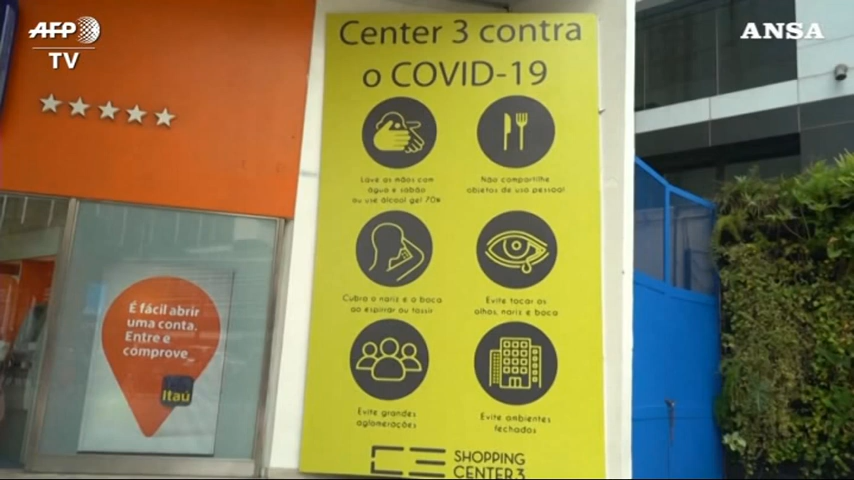 AFP
TV
ANSA
Center 3 contra
o COVID-19
Lave as mãos com
água e sabão
ou use álcool gel 70%
Não compartilhe
objetos de uso pessoal!
Cubra o nariz e a boca
ao espirrar ou tossir
Evite tocar os
olhos, nariz e boca
Evite grandes
aglomerações
Evite ambientes
fechados
SHOPPING
CENTER 3
É fácil abrir
uma conta.
Entre e
comprove
Itaú